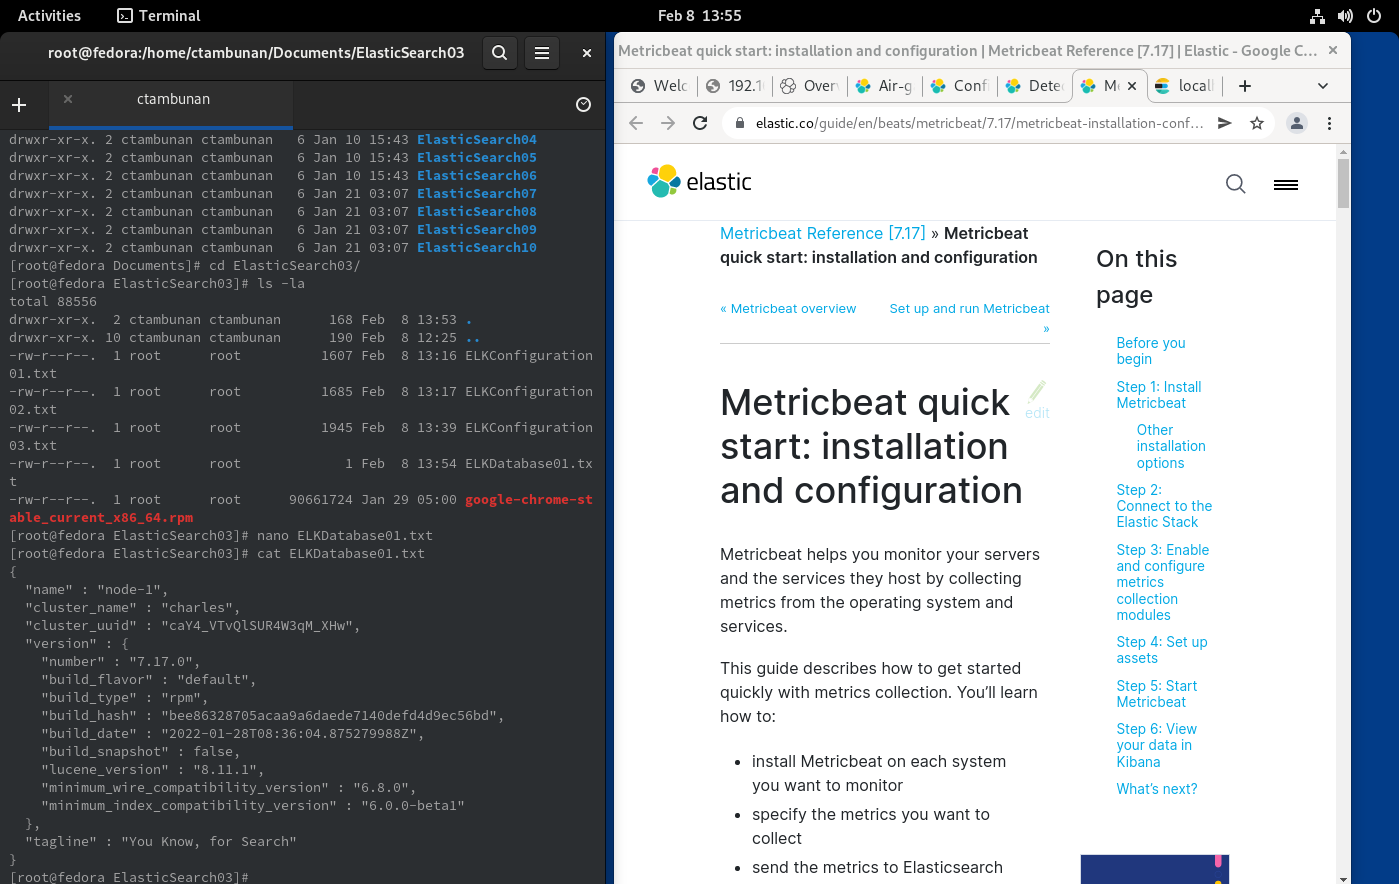 Activities
Terminal
Feb 8 13:55
root@fedora:/home/ctambunan/Documents/ElasticSearch03
ctambunan
drwxr-xr-x. 2 ctambunan ctambunan   6 Jan 10 15:43 ElasticSearch04
drwxr-xr-x. 2 ctambunan ctambunan   6 Jan 10 15:43 ElasticSearch05
drwxr-xr-x. 2 ctambunan ctambunan   6 Jan 10 15:43 ElasticSearch06
drwxr-xr-x. 2 ctambunan ctambunan   6 Jan 21 03:07 ElasticSearch07
drwxr-xr-x. 2 ctambunan ctambunan   6 Jan 21 03:07 ElasticSearch08
drwxr-xr-x. 2 ctambunan ctambunan   6 Jan 21 03:07 ElasticSearch09
drwxr-xr-x. 2 ctambunan ctambunan   6 Jan 21 03:07 ElasticSearch10
[root@fedora Documents]# cd ElasticSearch03/
[root@fedora ElasticSearch03]# ls -la
total 88556
drwxr-xr-x.  2 ctambunan ctambunan      168 Feb  8 13:53 .
drwxr-xr-x. 10 ctambunan ctambunan      190 Feb  8 12:25 ..
-rw-r--r--.  1 root      root          1607 Feb  8 13:16 ELKConfiguration
01.txt
-rw-r--r--.  1 root      root          1685 Feb  8 13:17 ELKConfiguration
02.txt
-rw-r--r--.  1 root      root          1945 Feb  8 13:39 ELKConfiguration
03.txt
-rw-r--r--.  1 root      root             1 Feb  8 13:54 ELKDatabase01.tx
t
-rw-r--r--.  1 root      root      90661724 Jan 29 05:00 google-chrome-st
able_current_x86_64.rpm
[root@fedora ElasticSearch03]# nano ELKDatabase01.txt
[root@fedora ElasticSearch03]# cat ELKDatabase01.txt
{
  "name" : "node-1",
  "cluster_name" : "charles",
  "cluster_uuid" : "caY4_VTvQlSUR4W3qM_XHw",
  "version" : {
    "number" : "7.17.0",
    "build_flavor" : "default",
    "build_type" : "rpm",
    "build_hash" : "bee86328705acaa9a6daede7140defd4d9ec56bd",
    "build_date" : "2022-01-28T08:36:04.875279988Z",
    "build_snapshot" : false,
    "lucene_version" : "8.11.1",
    "minimum_wire_compatibility_version" : "6.8.0",
    "minimum_index_compatibility_version" : "6.0.0-beta1"
  },
  "tagline" : "You Know, for Search"
}
[root@fedora ElasticSearch03]#
Metricbeat quick start: installation and configuration | Metricbeat Reference [7.17] | Elastic - Google C...
Welc
192.1
Over
Air-g
Confi
Dete
Me
locall
elastic.co/guide/en/beats/metricbeat/7.17/metricbeat-installation-conf...
elastic
Metricbeat Reference [7.17] » Metricbeat
quick start: installation and configuration
« Metricbeat overview
Set up and run Metricbeat
»
Metricbeat quick
start: installation
and configuration
edit
Metricbeat helps you monitor your servers
and the services they host by collecting
metrics from the operating system and
services.
This guide describes how to get started
quickly with metrics collection. You’ll learn
how to:
• install Metricbeat on each system
you want to monitor
• specify the metrics you want to
collect
• send the metrics to Elasticsearch
On this
page
Before you
begin
Step 1: Install
Metricbeat
Other
installation
options
Step 2:
Connect to the
Elastic Stack
Step 3: Enable
and configure
metrics
collection
modules
Step 4: Set up
assets
Step 5: Start
Metricbeat
Step 6: View
your data in
Kibana
What’s next?